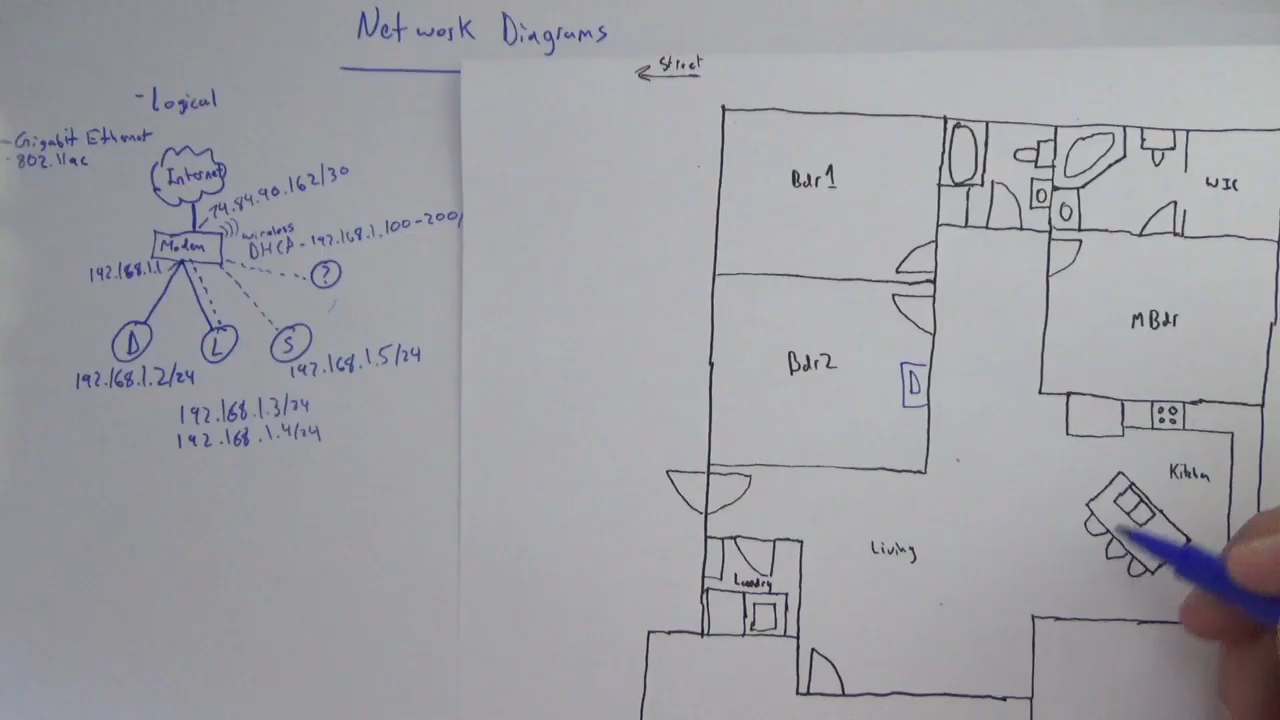 Network Diagrams
- Logical
- Gigabit Ethernet
- 802.11ac
Internet
74.84.90.162/30
wireless
DHCP - 192.168.1.100-200/
Modem
192.168.1.1
?
D
L
S
192.168.1.2/24
192.168.1.5/24
192.168.1.3/24
192.168.1.4/24
Street
Bdr 1
WIC
MBdr
Bdr2
D
Kitchen
Living
Laundry